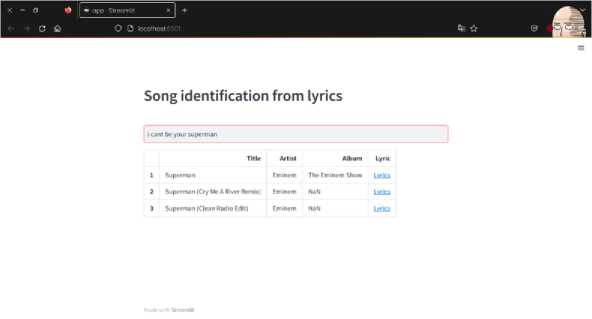 app · Streamlit
localhost:8501
Song identification from lyrics
i cant be your superman
Title Artist Album Lyric
1 Superman Eminem The Eminem Show Lyrics
2 Superman (Cry Me A River Remix) Eminem NaN Lyrics
3 Superman (Clean Radio Edit) Eminem NaN Lyrics
Made with Streamlit